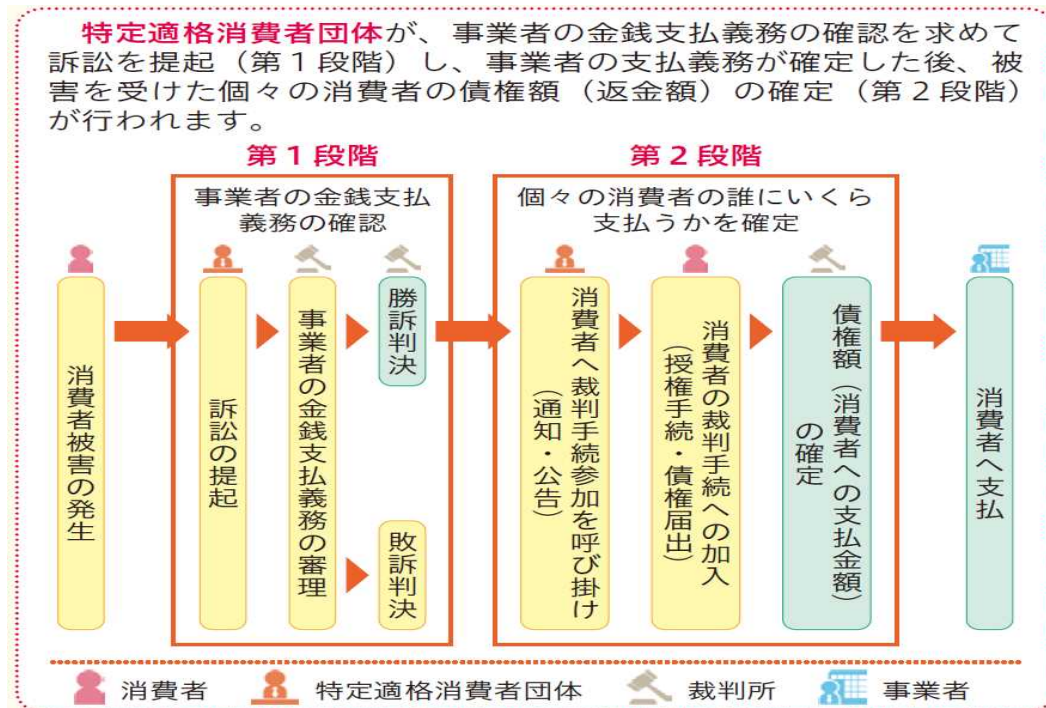 特定適格消費者団体が、事業者の金銭支払義務の確認を求めて
訴訟を提起（第１段階）し、事業者の支払義務が確定した後、被
害を受けた個々の消費者の債権額（返金額）の確定（第２段階）
が行われます。
第１段階
事業者の金銭支払
義務の確認
第２段階
個々の消費者の誰にいくら
支払うかを確定
消費者被害の発生
訴訟の提起
事業者の金銭支払義務の審理
勝訴判決
敗訴判決
消費者へ裁判手続参加を呼び掛け
（通知・公告）
消費者の裁判手続への加入
（授権手続・債権届出）
債権額（消費者への支払金額）
の確定
消費者へ支払
消費者
特定適格消費者団体
裁判所
事業者